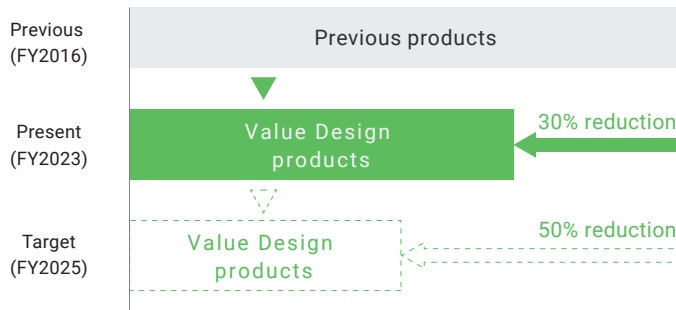 Previous
(FY2016)
Previous products
Present
(FY2023)
Value Design
products
30% reduction
Target
(FY2025)
Value Design
products
50% reduction